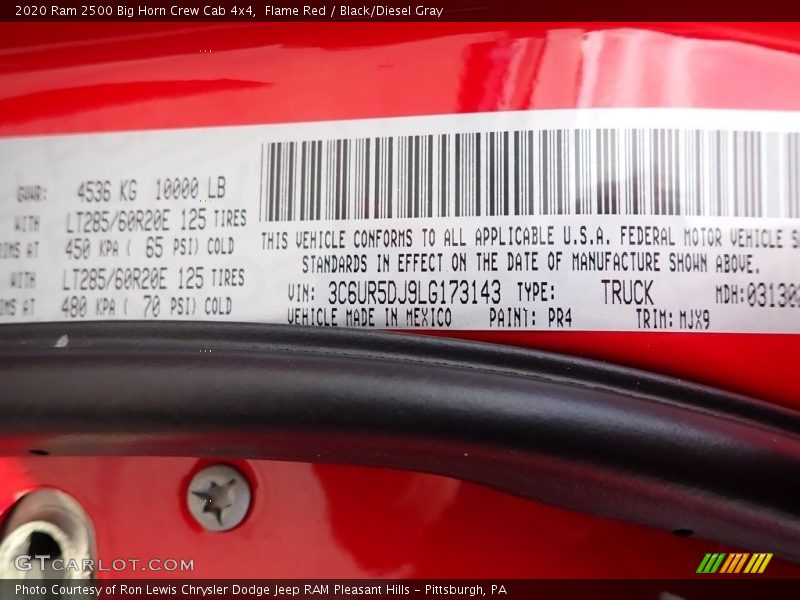 2020 Ram 2500 Big Horn Crew Cab 4x4, Flame Red / Black/Diesel Gray
GVWR: 4536 KG 10000 LB
WITH LT285/60R20E 125 TIRES
RIMS AT 450 KPA ( 65 PSI) COLD
WITH LT285/60R20E 125 TIRES
RIMS AT 480 KPA ( 70 PSI) COLD
THIS VEHICLE CONFORMS TO ALL APPLICABLE U.S.A. FEDERAL MOTOR VEHICLE S
STANDARDS IN EFFECT ON THE DATE OF MANUFACTURE SHOWN ABOVE.
VIN: 3C6UR5DJ9LG173143 TYPE: TRUCK MDH:031309
VEHICLE MADE IN MEXICO PAINT: PR4 TRIM: MJX9
GTCARLOT.COM
Photo Courtesy of Ron Lewis Chrysler Dodge Jeep RAM Pleasant Hills - Pittsburgh, PA